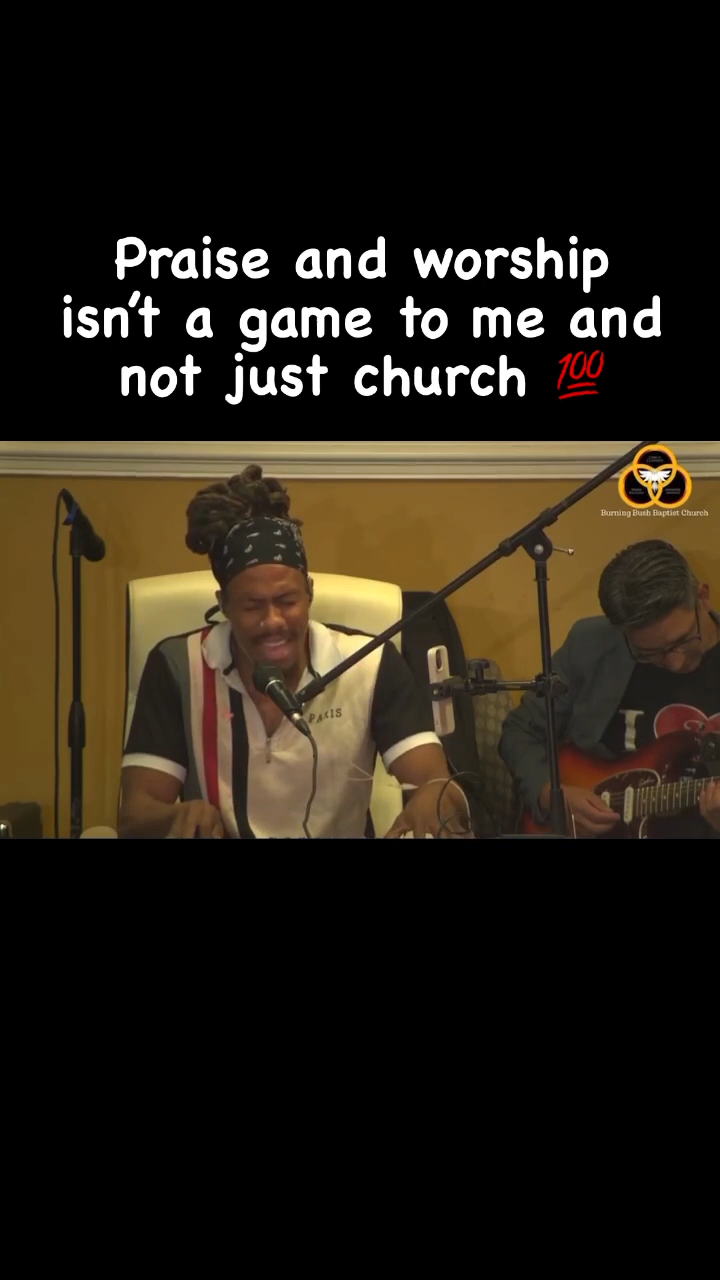 Praise and worship
isn't a game to me and
not just church 💯
Burning Bush Baptist Church
PARIS
I